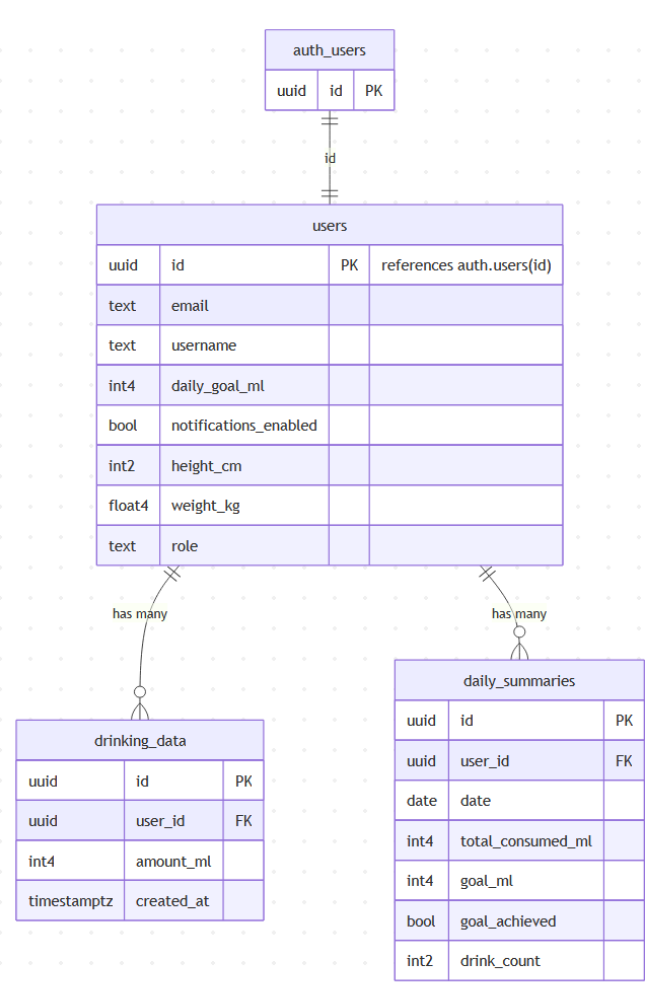 auth_users
uuid id PK
id
users
uuid id PK references auth.users(id)
text email
text username
int4 daily_goal_ml
bool notifications_enabled
int2 height_cm
float4 weight_kg
text role
has many has many
daily_summaries
uuid id PK
uuid user_id FK
date date
int4 total_consumed_ml
int4 goal_ml
bool goal_achieved
int2 drink_count
drinking_data
uuid id PK
uuid user_id FK
int4 amount_ml
timestamptz created_at